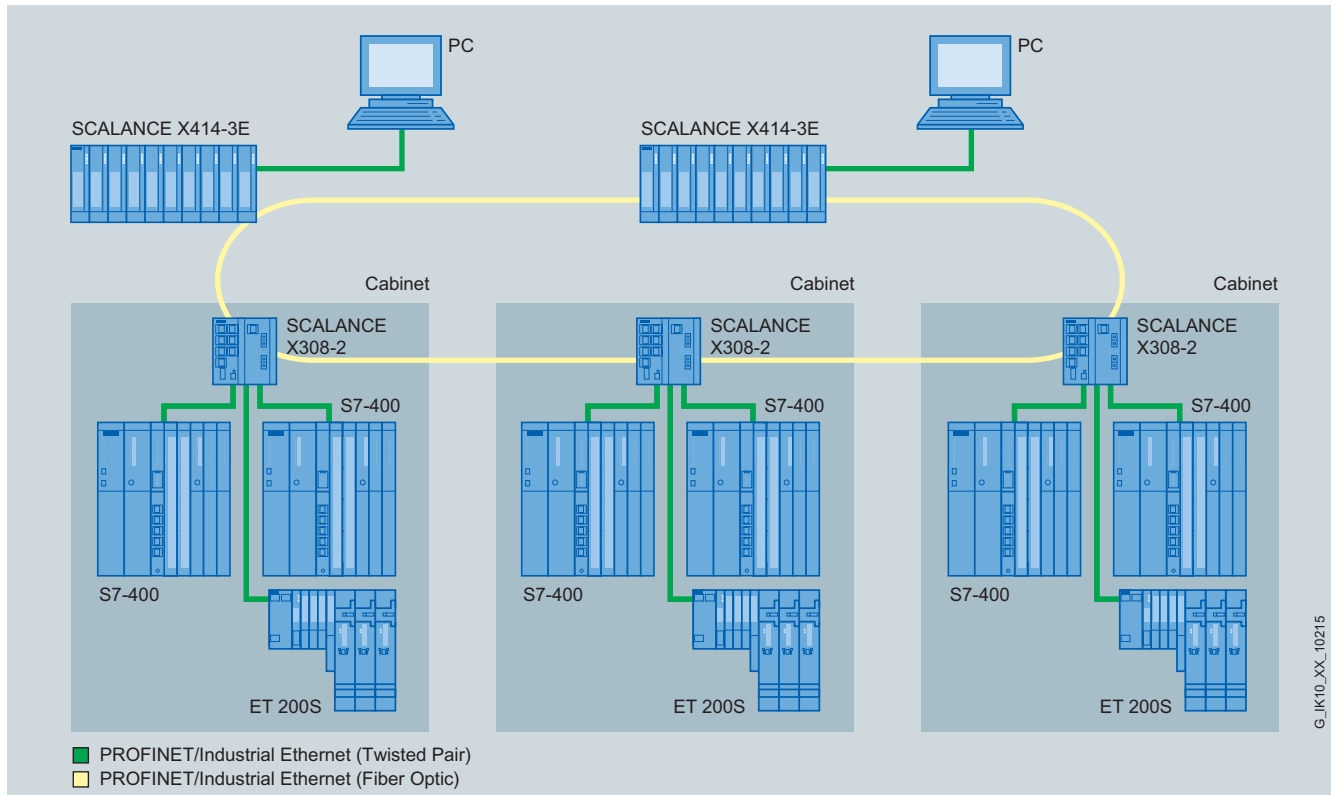 PC
PC
SCALANCE X414-3E
SCALANCE X414-3E
Cabinet
Cabinet
Cabinet
SCALANCE
X308-2
SCALANCE
X308-2
SCALANCE
X308-2
S7-400
S7-400
S7-400
S7-400
S7-400
S7-400
ET 200S
ET 200S
ET 200S
G_IK10_XX_10215
PROFINET/Industrial Ethernet (Twisted Pair)
PROFINET/Industrial Ethernet (Fiber Optic)